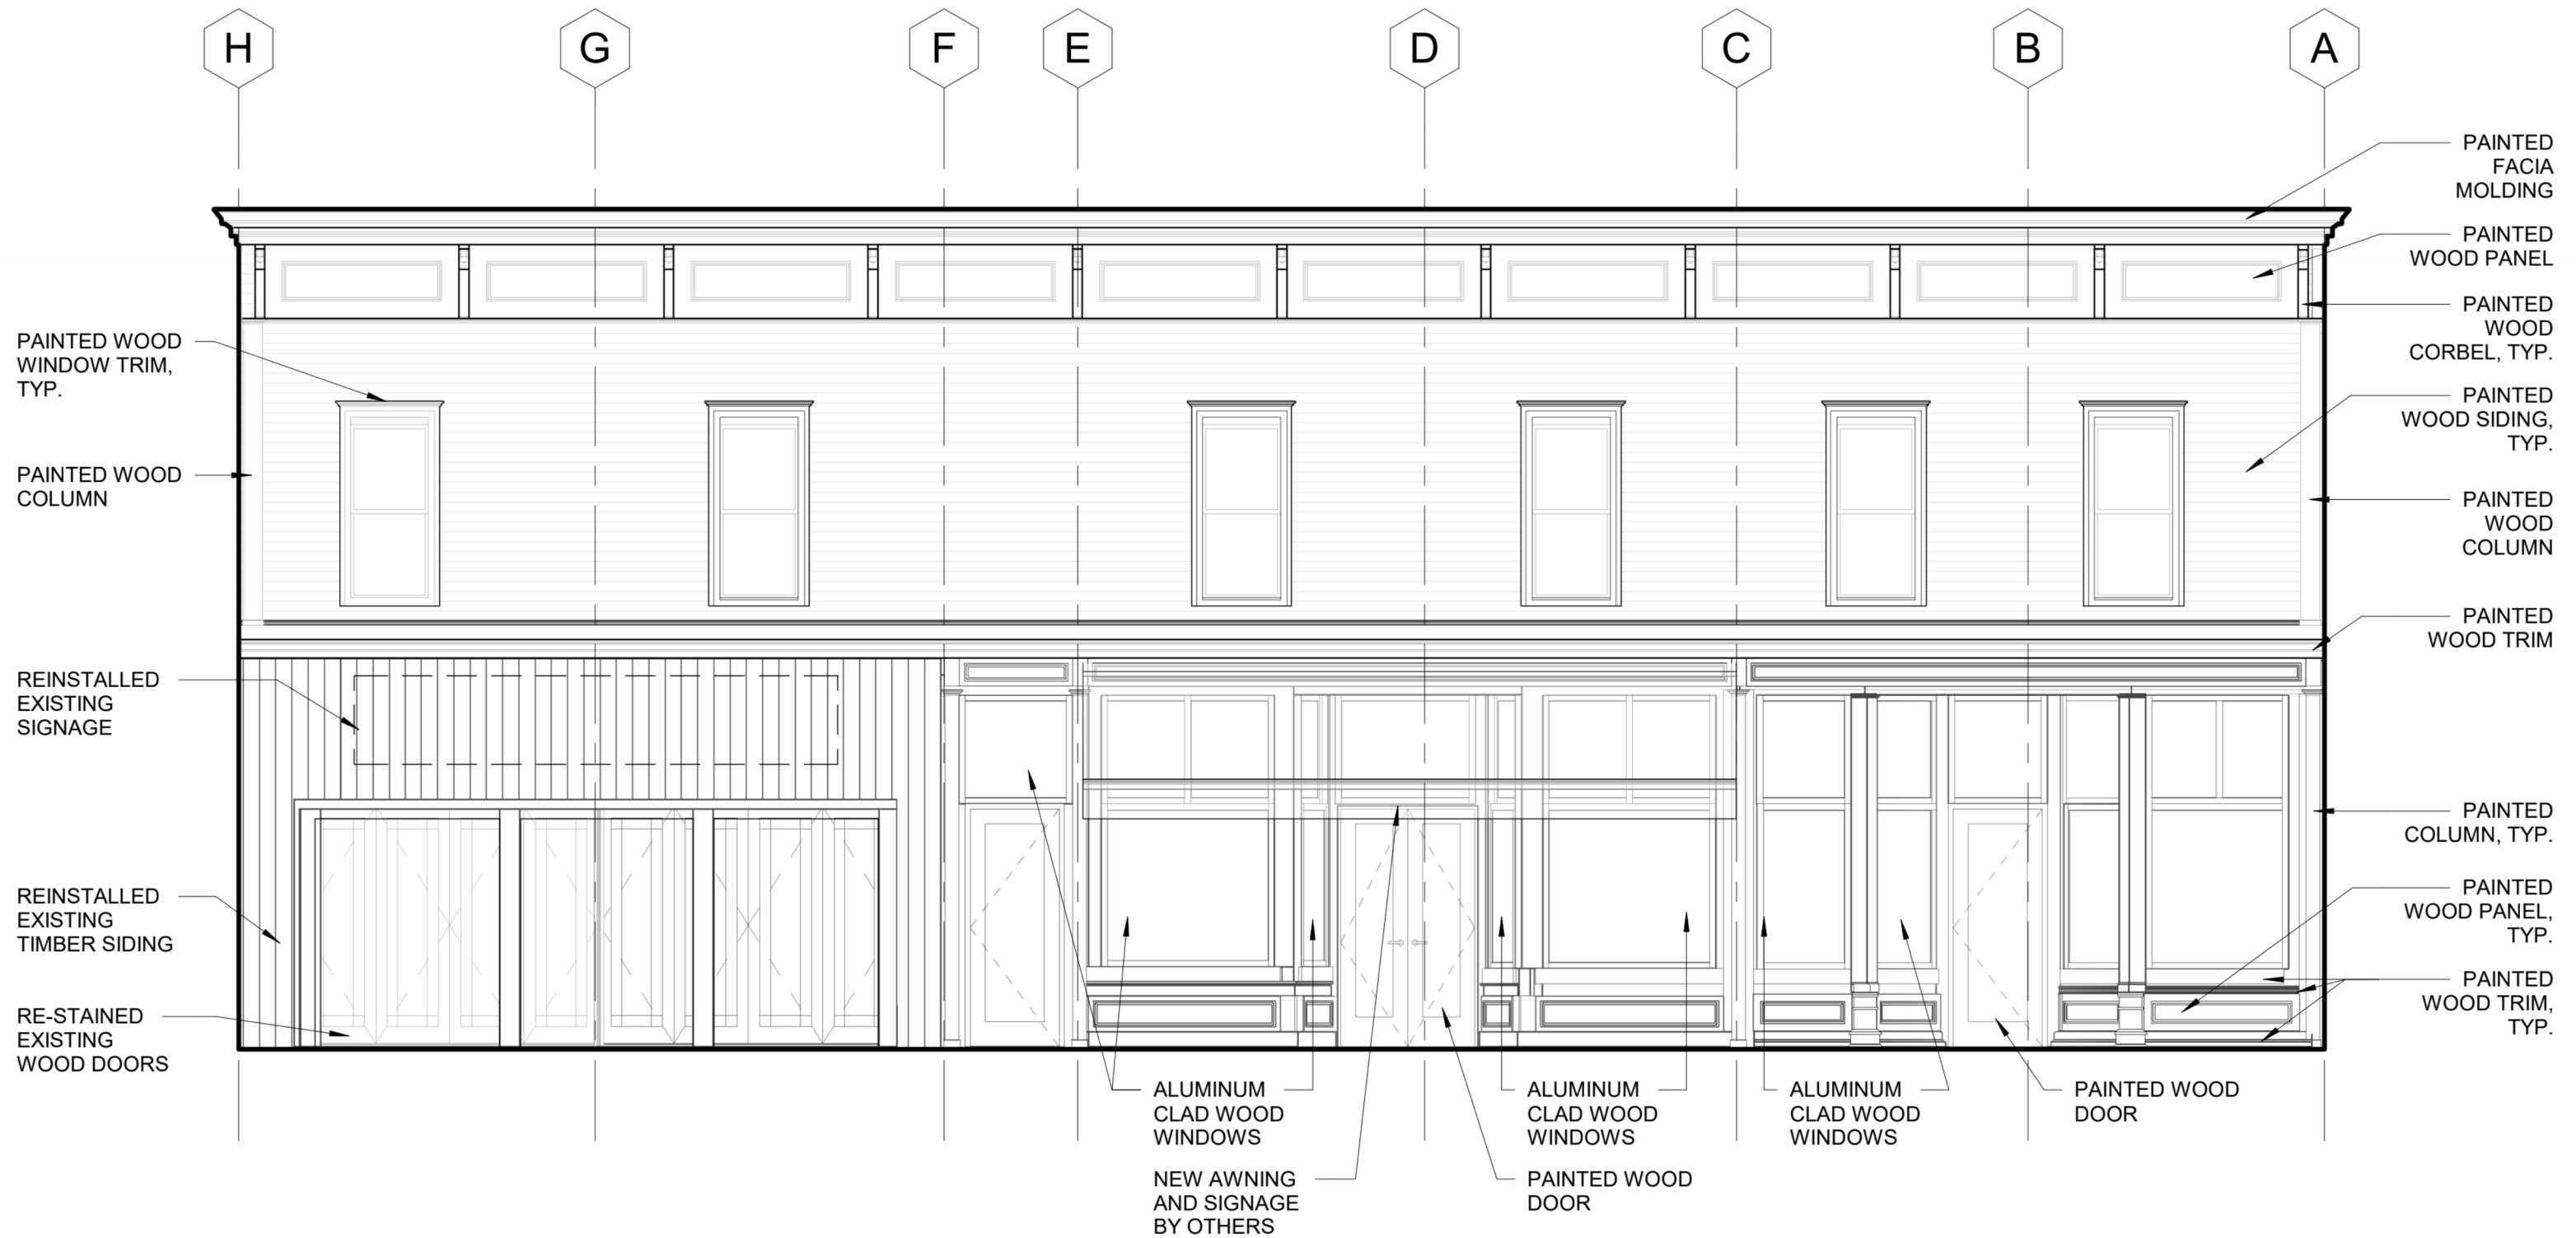 H
G
F
E
D
C
B
A
PAINTED
FACIA
MOLDING
PAINTED
WOOD PANEL
PAINTED
WOOD
CORBEL, TYP.
PAINTED
WOOD SIDING,
TYP.
PAINTED
WOOD
COLUMN
PAINTED
WOOD TRIM
PAINTED
COLUMN, TYP.
PAINTED
WOOD PANEL,
TYP.
PAINTED
WOOD TRIM,
TYP.
PAINTED WOOD
WINDOW TRIM,
TYP.
PAINTED WOOD
COLUMN
REINSTALLED
EXISTING
SIGNAGE
REINSTALLED
EXISTING
TIMBER SIDING
RE-STAINED
EXISTING
WOOD DOORS
ALUMINUM
CLAD WOOD
WINDOWS
NEW AWNING
AND SIGNAGE
BY OTHERS
ALUMINUM
CLAD WOOD
WINDOWS
PAINTED WOOD
DOOR
ALUMINUM
CLAD WOOD
WINDOWS
PAINTED WOOD
DOOR